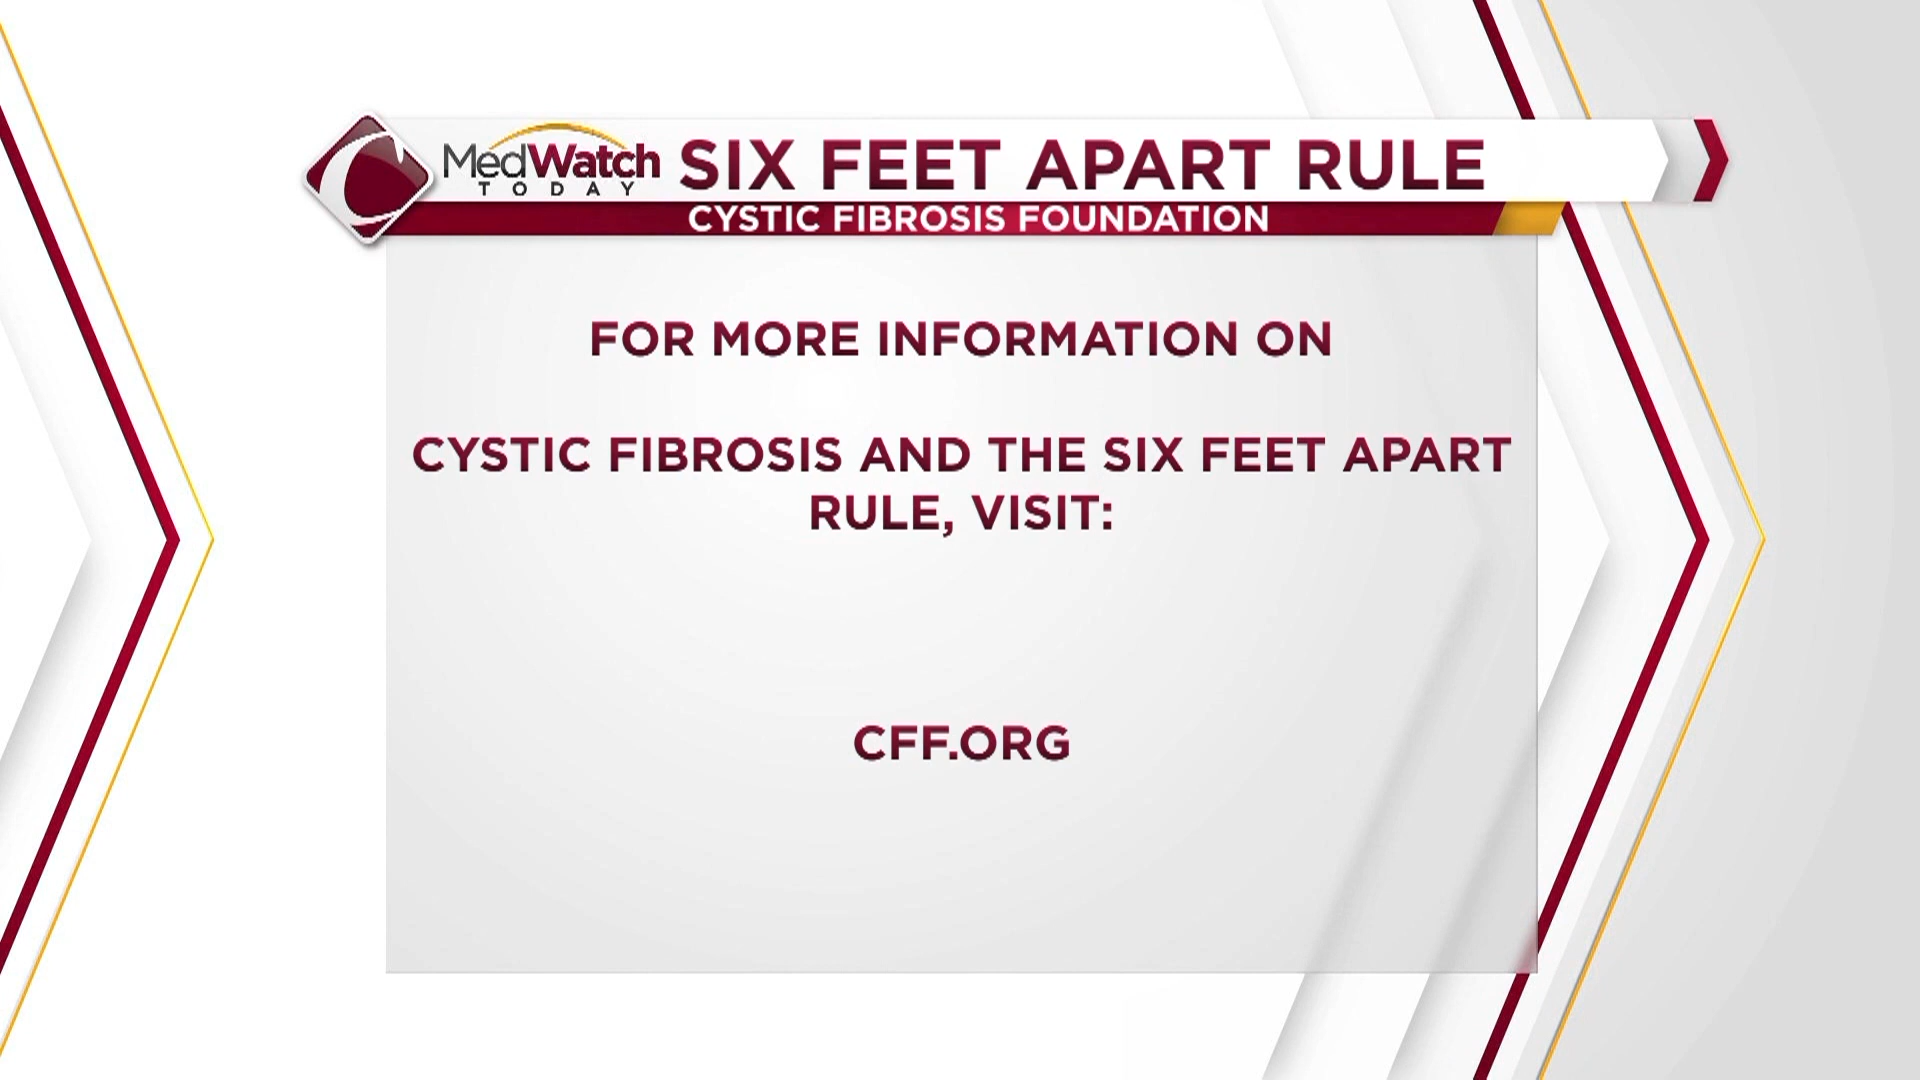 MedWatch
TODAY
SIX FEET APART RULE
CYSTIC FIBROSIS FOUNDATION
FOR MORE INFORMATION ON
CYSTIC FIBROSIS AND THE SIX FEET APART
RULE, VISIT:
CFF.ORG